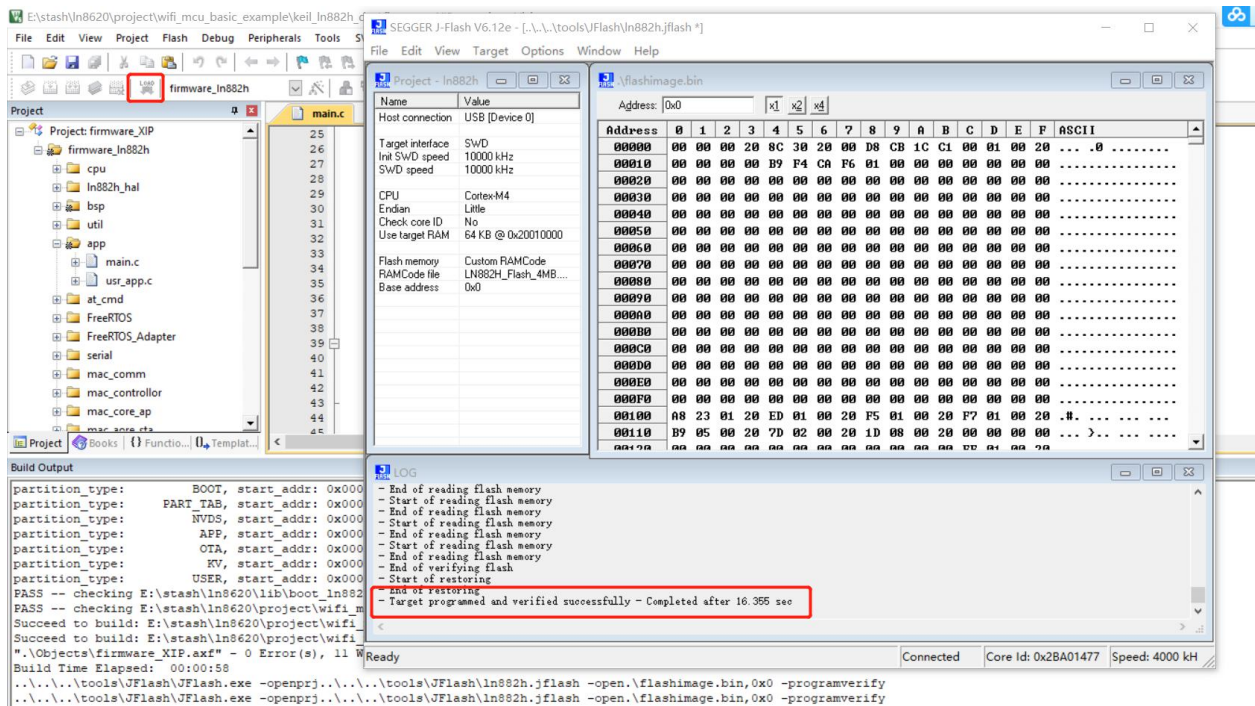 E:\stash\ln8620\project\wifi_mcu_basic_example\keil_ln882h_
File Edit View Project Flash Debug Peripherals Tools
LOAD
firmware_ln882h
Project
Project: firmware_XIP
firmware_ln882h
cpu
ln882h_hal
bsp
util
app
main.c
usr_app.c
at_cmd
FreeRTOS
FreeRTOS_Adapter
serial
mac_comm
mac_controllor
mac_core_ap
mac_core_sta
Project Books {} Functio... Templat...
main.c
25
26
27
28
29
30
31
32
33
34
35
36
37
38
39
40
41
42
43
44
45
SEGGER J-Flash V6.12e - [..\..\..\tools\JFlash\ln882h.jflash *]
File Edit View Target Options Window Help
Project - ln882h
Name Value
Host connection USB [Device 0]
Target interface SWD
Init SWD speed 10000 kHz
SWD speed 10000 kHz
CPU Cortex-M4
Endian Little
Check core ID No
Use target RAM 64 KB @ 0x20010000
Flash memory Custom RAMCode
RAMCode file LN882H_Flash_4MB....
Base address 0x0
.\flashimage.bin
Address: 0x0 x1 x2 x4
Address 0 1 2 3 4 5 6 7 8 9 A B C D E F ASCII
00000 00 00 00 20 8C 30 20 00 D8 CB 1C C1 00 01 00 20 ... .0 ........
00010 00 00 00 00 B9 F4 CA F6 01 00 00 00 00 00 00 00 ................
00020 00 00 00 00 00 00 00 00 00 00 00 00 00 00 00 00 ................
00030 00 00 00 00 00 00 00 00 00 00 00 00 00 00 00 00 ................
00040 00 00 00 00 00 00 00 00 00 00 00 00 00 00 00 00 ................
00050 00 00 00 00 00 00 00 00 00 00 00 00 00 00 00 00 ................
00060 00 00 00 00 00 00 00 00 00 00 00 00 00 00 00 00 ................
00070 00 00 00 00 00 00 00 00 00 00 00 00 00 00 00 00 ................
00080 00 00 00 00 00 00 00 00 00 00 00 00 00 00 00 00 ................
00090 00 00 00 00 00 00 00 00 00 00 00 00 00 00 00 00 ................
000A0 00 00 00 00 00 00 00 00 00 00 00 00 00 00 00 00 ................
000B0 00 00 00 00 00 00 00 00 00 00 00 00 00 00 00 00 ................
000C0 00 00 00 00 00 00 00 00 00 00 00 00 00 00 00 00 ................
000D0 00 00 00 00 00 00 00 00 00 00 00 00 00 00 00 00 ................
000E0 00 00 00 00 00 00 00 00 00 00 00 00 00 00 00 00 ................
000F0 00 00 00 00 00 00 00 00 00 00 00 00 00 00 00 00 ................
00100 A8 23 01 20 ED 01 00 20 F5 01 00 20 F7 01 00 20 .#. ... ... ...
00110 B9 05 00 20 7D 02 00 20 1D 08 00 20 00 00 00 00 ... }.. ... ....
LOG
- End of reading flash memory
- Start of reading flash memory
- End of reading flash memory
- Start of reading flash memory
- End of reading flash memory
- Start of reading flash memory
- End of reading flash memory
- End of verifying flash
- Start of restoring
- End of restoring
- Target programmed and verified successfully - Completed after 16.355 sec
Ready Connected Core Id: 0x2BA01477 Speed: 4000 kH
Build Output
partition_type: BOOT, start_addr: 0x000
partition_type: PART_TAB, start_addr: 0x000
partition_type: NVDS, start_addr: 0x000
partition_type: APP, start_addr: 0x000
partition_type: OTA, start_addr: 0x000
partition_type: KV, start_addr: 0x000
partition_type: USER, start_addr: 0x000
PASS -- checking E:\stash\ln8620\lib\boot_ln882
PASS -- checking E:\stash\ln8620\project\wifi_m
Succeed to build: E:\stash\ln8620\project\wifi_
Succeed to build: E:\stash\ln8620\project\wifi_
".\Objects\firmware_XIP.axf" - 0 Error(s), 11 W
Build Time Elapsed: 00:00:58
..\..\..\tools\JFlash\JFlash.exe -openprj..\..\..\tools\JFlash\ln882h.jflash -open.\flashimage.bin,0x0 -programverify
..\..\..\tools\JFlash\JFlash.exe -openprj..\..\..\tools\JFlash\ln882h.jflash -open.\flashimage.bin,0x0 -programverify